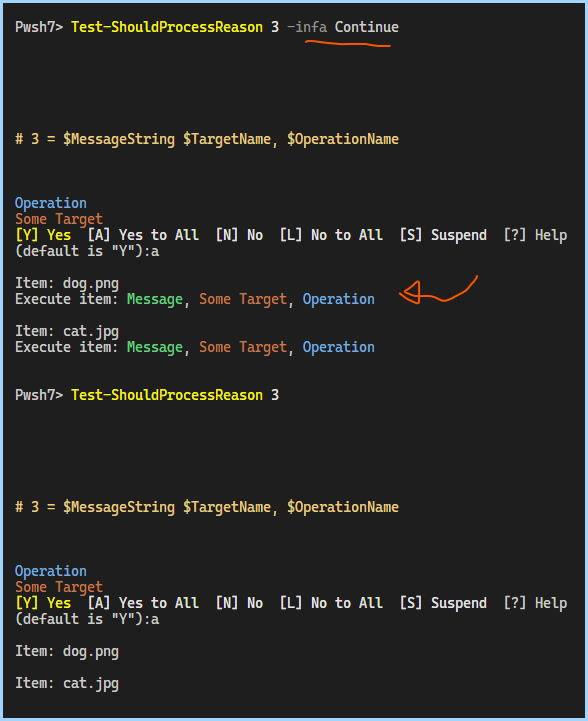 Pwsh7> Test-ShouldProcessReason 3 -infa Continue
# 3 = $MessageString $TargetName, $OperationName
Operation
Some Target
[Y] Yes  [A] Yes to All  [N] No  [L] No to All  [S] Suspend  [?] Help
(default is "Y"):a
Item: dog.png
Execute item: Message, Some Target, Operation
Item: cat.jpg
Execute item: Message, Some Target, Operation
Pwsh7> Test-ShouldProcessReason 3
# 3 = $MessageString $TargetName, $OperationName
Operation
Some Target
[Y] Yes  [A] Yes to All  [N] No  [L] No to All  [S] Suspend  [?] Help
(default is "Y"):a
Item: dog.png
Item: cat.jpg